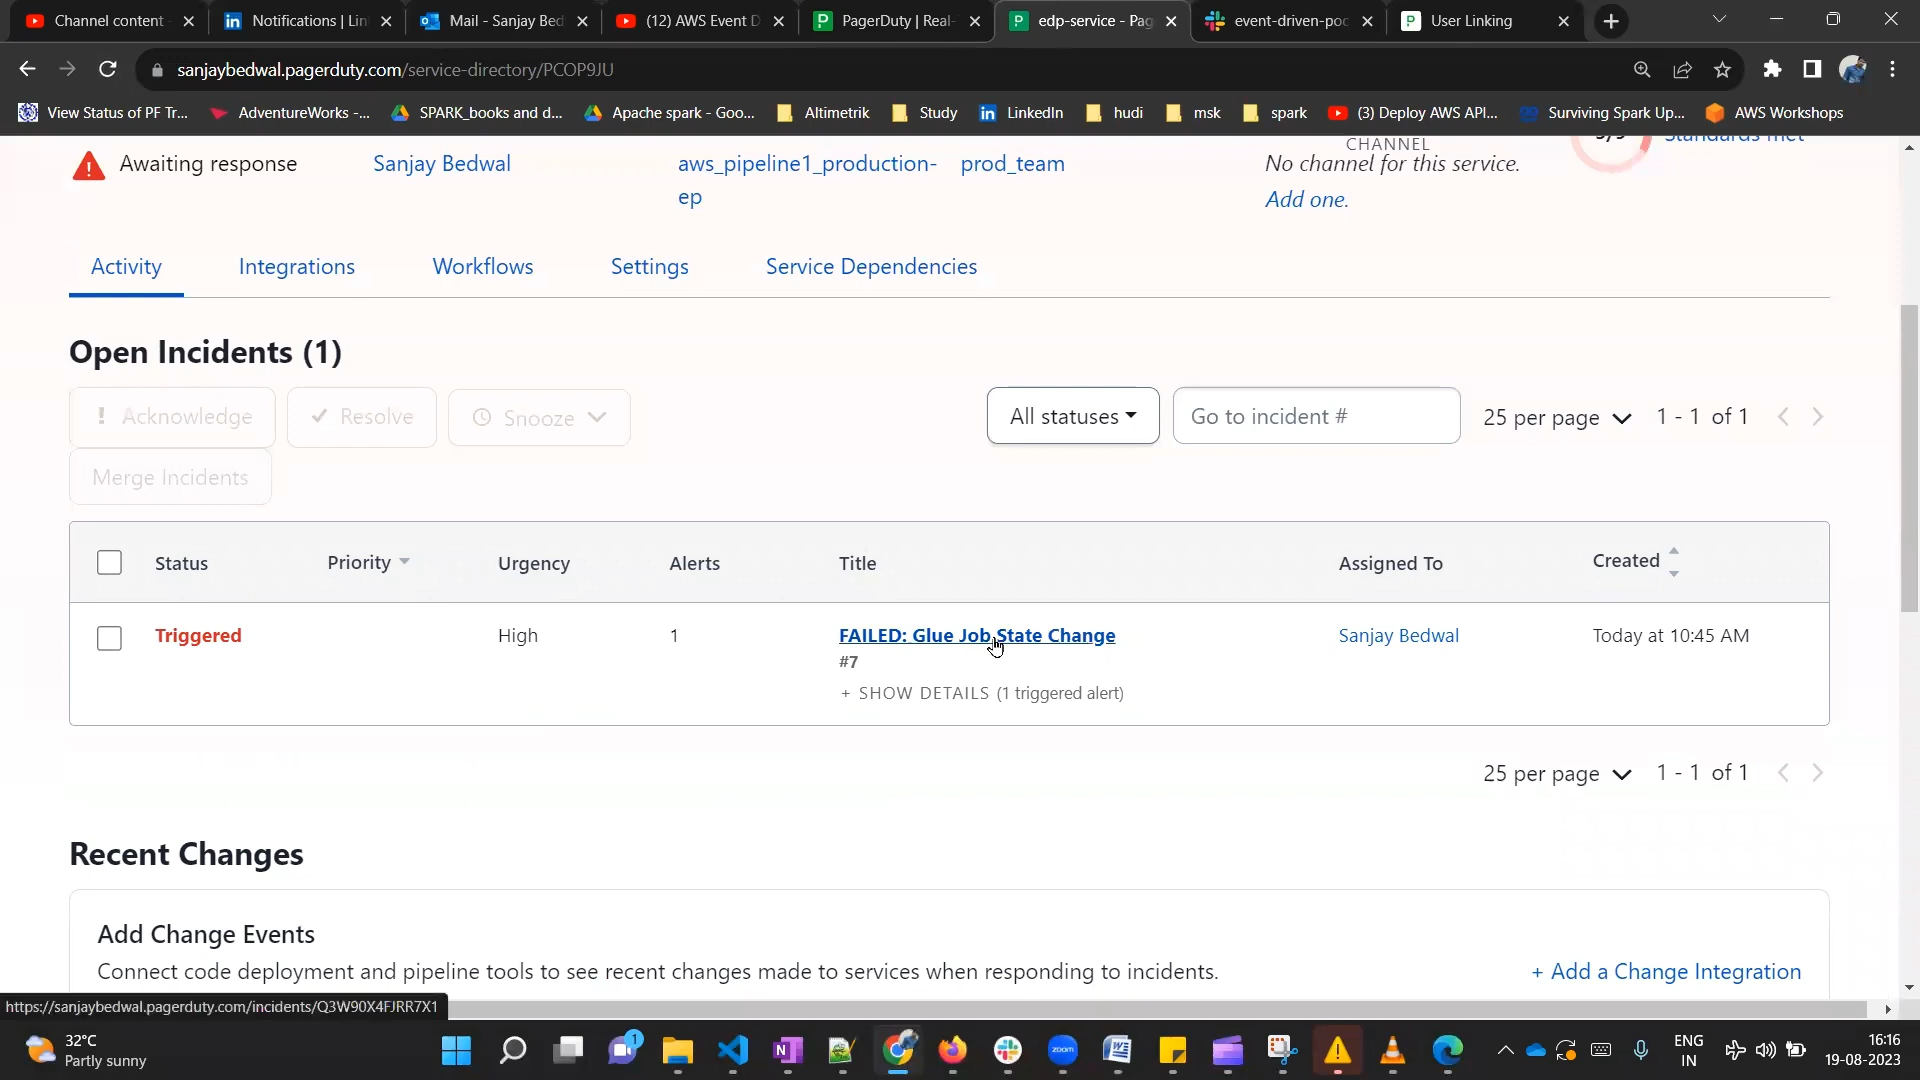 Channel content
Notifications | Lin
Mail - Sanjay Bed
(12) AWS Event D
PagerDuty | Real-
edp-service - Pag
event-driven-poc
User Linking
sanjaybedwal.pagerduty.com/service-directory/PCOP9JU
View Status of PF Tr...
AdventureWorks -...
SPARK_books and d...
Apache spark - Goo...
Altimetrik
Study
LinkedIn
hudi
msk
spark
(3) Deploy AWS API...
Surviving Spark Up...
AWS Workshops
CHANNEL
Standards met
Awaiting response
Sanjay Bedwal
aws_pipeline1_production-
ep
prod_team
No channel for this service.
Add one.
Activity
Integrations
Workflows
Settings
Service Dependencies
Open Incidents (1)
! Acknowledge
Resolve
Snooze
All statuses
Go to incident #
25 per page
1 - 1 of 1
Merge Incidents
Status
Priority
Urgency
Alerts
Title
Assigned To
Created
Triggered
High
1
FAILED: Glue Job State Change
Sanjay Bedwal
Today at 10:45 AM
#7
+ SHOW DETAILS (1 triggered alert)
25 per page
1 - 1 of 1
Recent Changes
Add Change Events
Connect code deployment and pipeline tools to see recent changes made to services when responding to incidents.
+ Add a Change Integration
https://sanjaybedwal.pagerduty.com/incidents/Q3W90X4FJRR7X1
32°C
Partly sunny
1
zoom
ENG
IN
16:16
19-08-2023